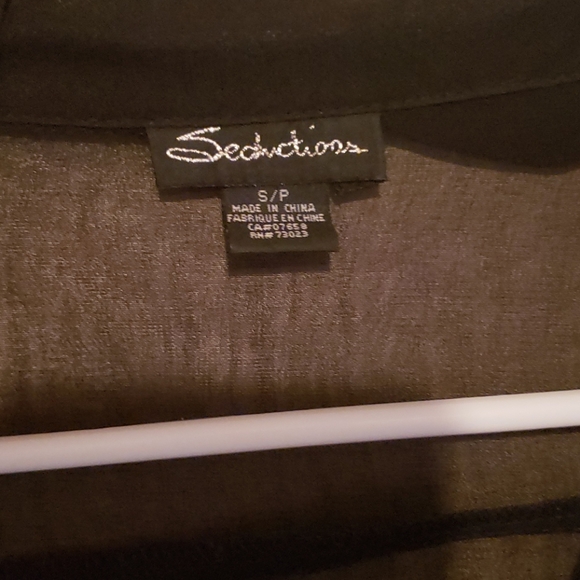 Seductions
S/P
MADE IN CHINA
FABRIQUE EN CHINE
CA#07658
RN#73023